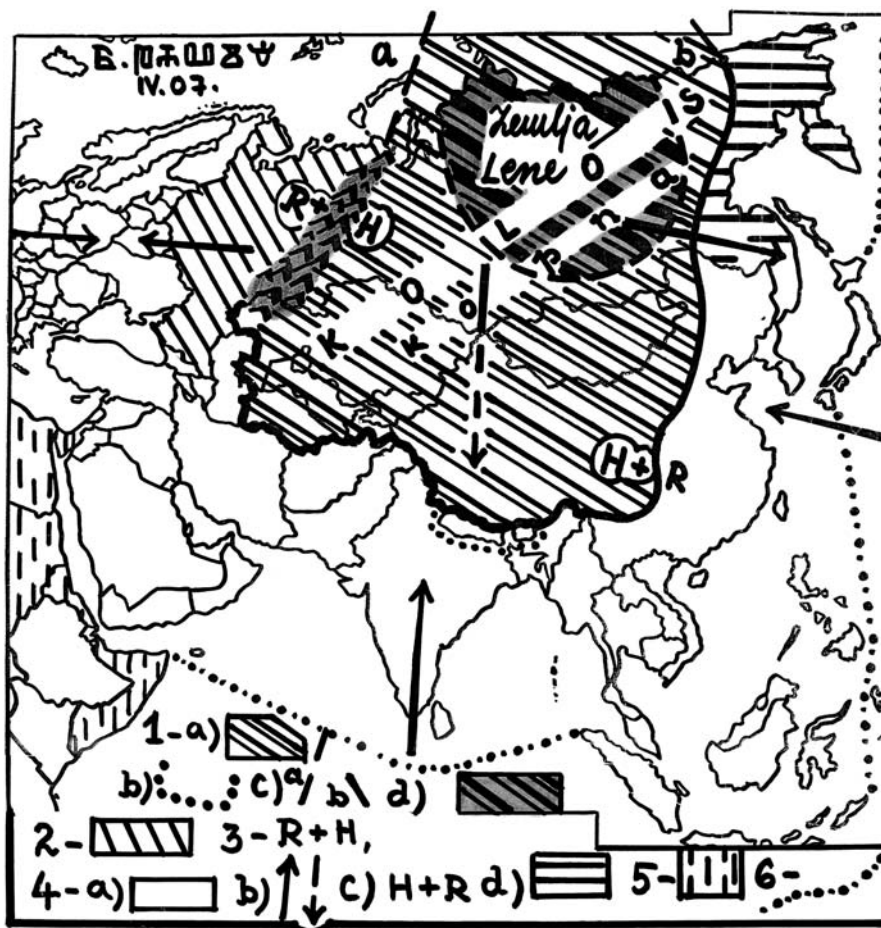 IV.07.
a
b
Zemlja
Lene O
S
R+
H
L
O
o
K
k
H+
R
1-a)
b) c) a/ b\ d)
2- 3-R+H,
4-a) b) c) H+R d) 5- 6-